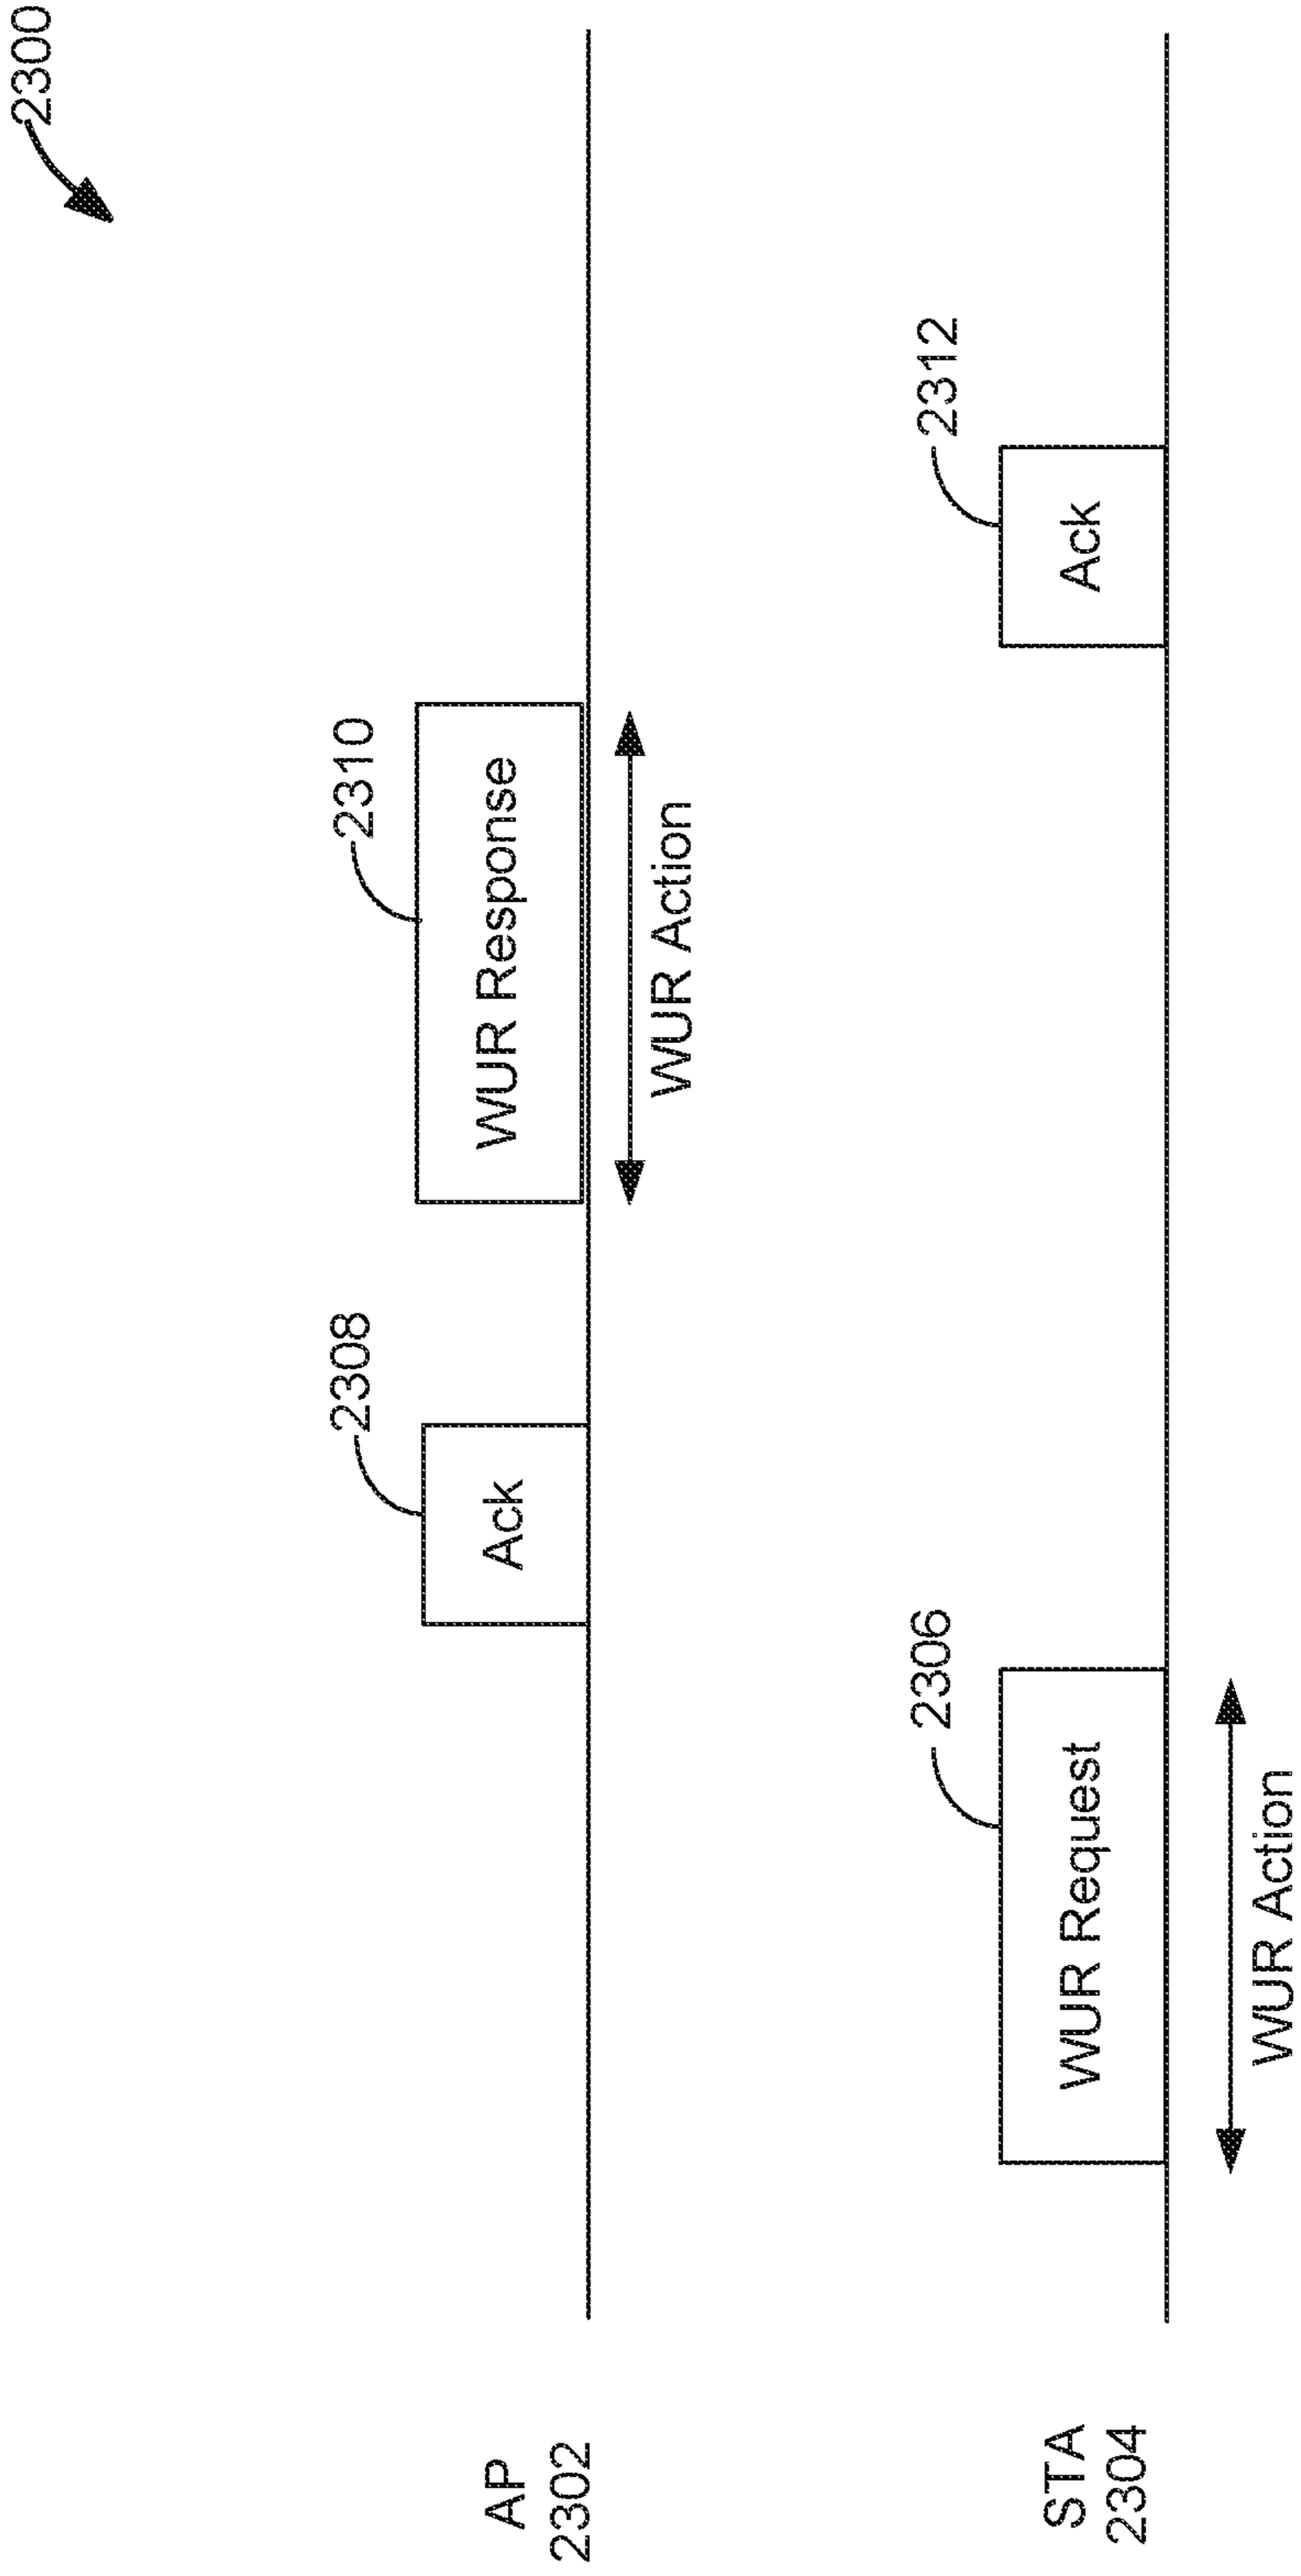 2300
2308
2310
AP
2302
Ack
WUR Response
WUR Action
2306
2312
STA
2304
WUR Request
Ack
WUR Action